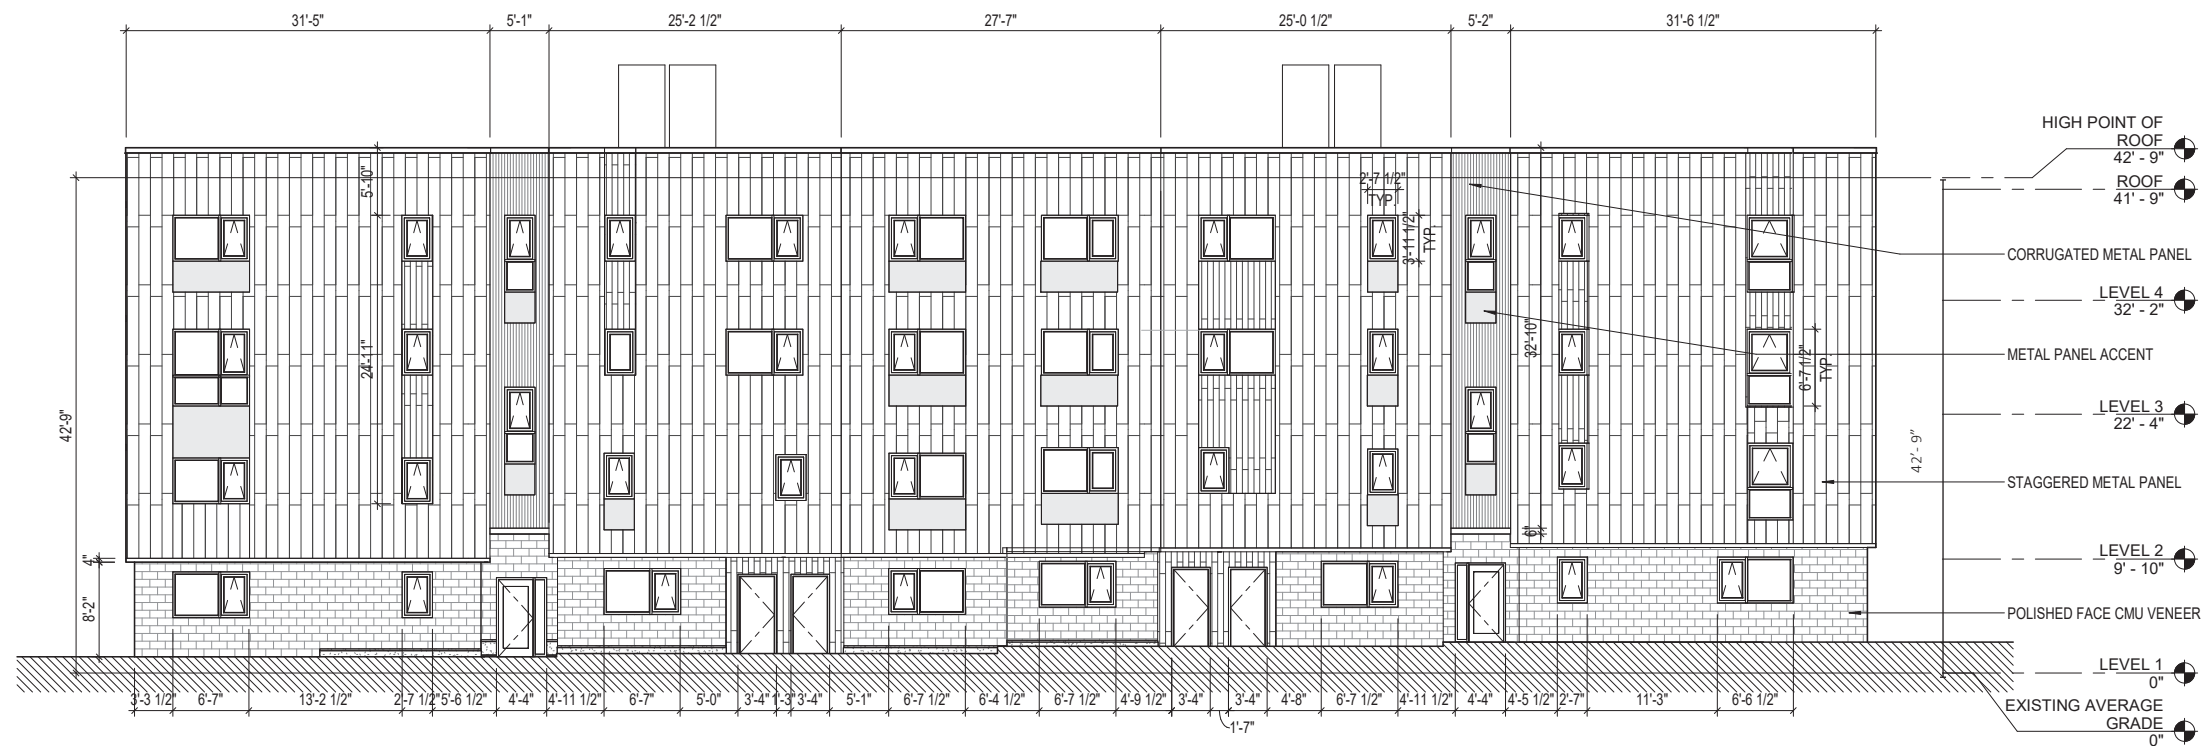 31'-5"
5'-1"
25'-2 1/2"
27'-7"
25'-0 1/2"
5'-2"
31'-6 1/2"
HIGH POINT OF
ROOF
42' - 9"
ROOF
41' - 9"
5'-10"
2'-7 1/2"
TYP.
3'-11 1/2"
TYP.
CORRUGATED METAL PANEL
LEVEL 4
32' - 2"
24'-11"
32'-10"
METAL PANEL ACCENT
6'-7 1/2"
TYP.
42'-9"
LEVEL 3
22' - 4"
42'- 9"
STAGGERED METAL PANEL
6"
4"
LEVEL 2
9' - 10"
8'-2"
POLISHED FACE CMU VENEER
LEVEL 1
0"
3'-3 1/2"
6'-7"
13'-2 1/2"
2'-7 1/2"
5'-6 1/2"
4'-4"
4'-11 1/2"
6'-7"
5'-0"
3'-4"
1'-3"
3'-4"
5'-1"
6'-7 1/2"
6'-4 1/2"
6'-7 1/2"
4'-9 1/2"
3'-4"
3'-4"
4'-8"
6'-7 1/2"
4'-11 1/2"
4'-4"
4'-5 1/2"
2'-7"
11'-3"
6'-6 1/2"
1'-7"
EXISTING AVERAGE
GRADE
0"